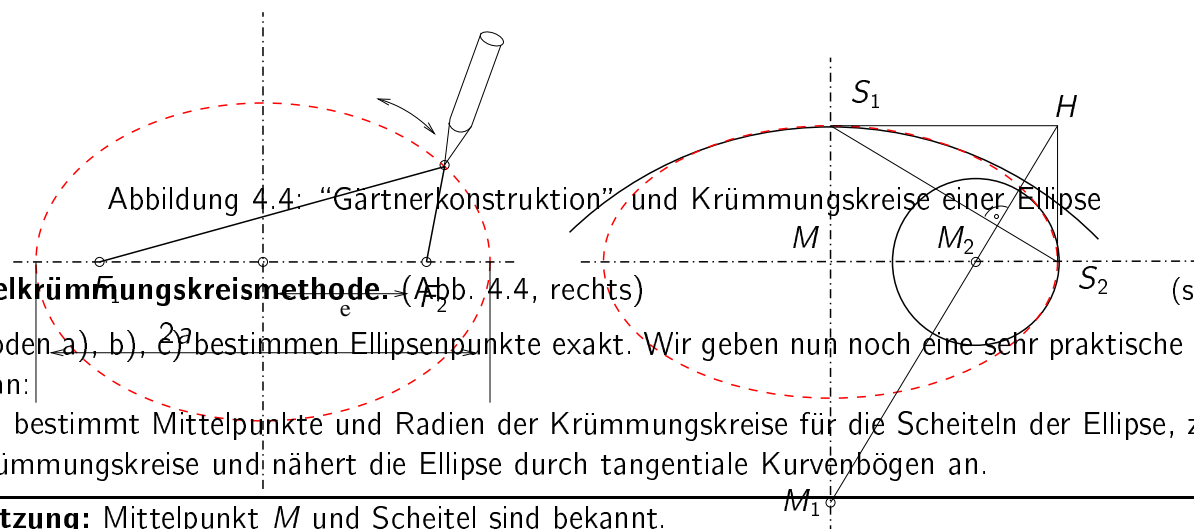 S1
H
Abbildung 4.4: “Gärtnerkonstruktion” und Krümmungskreise einer Ellipse
M
M2
F1
F2
S2
elkrümmungskreismethode. (Abb. 4.4, rechts) (s
e
2a
oden a), b), c) bestimmen Ellipsenpunkte exakt. Wir geben nun noch eine sehr praktische
an:
bestimmt Mittelpunkte und Radien der Krümmungskreise für die Scheiteln der Ellipse, z
ümmungskreise und nähert die Ellipse durch tangentiale Kurvenbögen an.
M1
tzung: Mittelpunkt M und Scheitel sind bekannt.